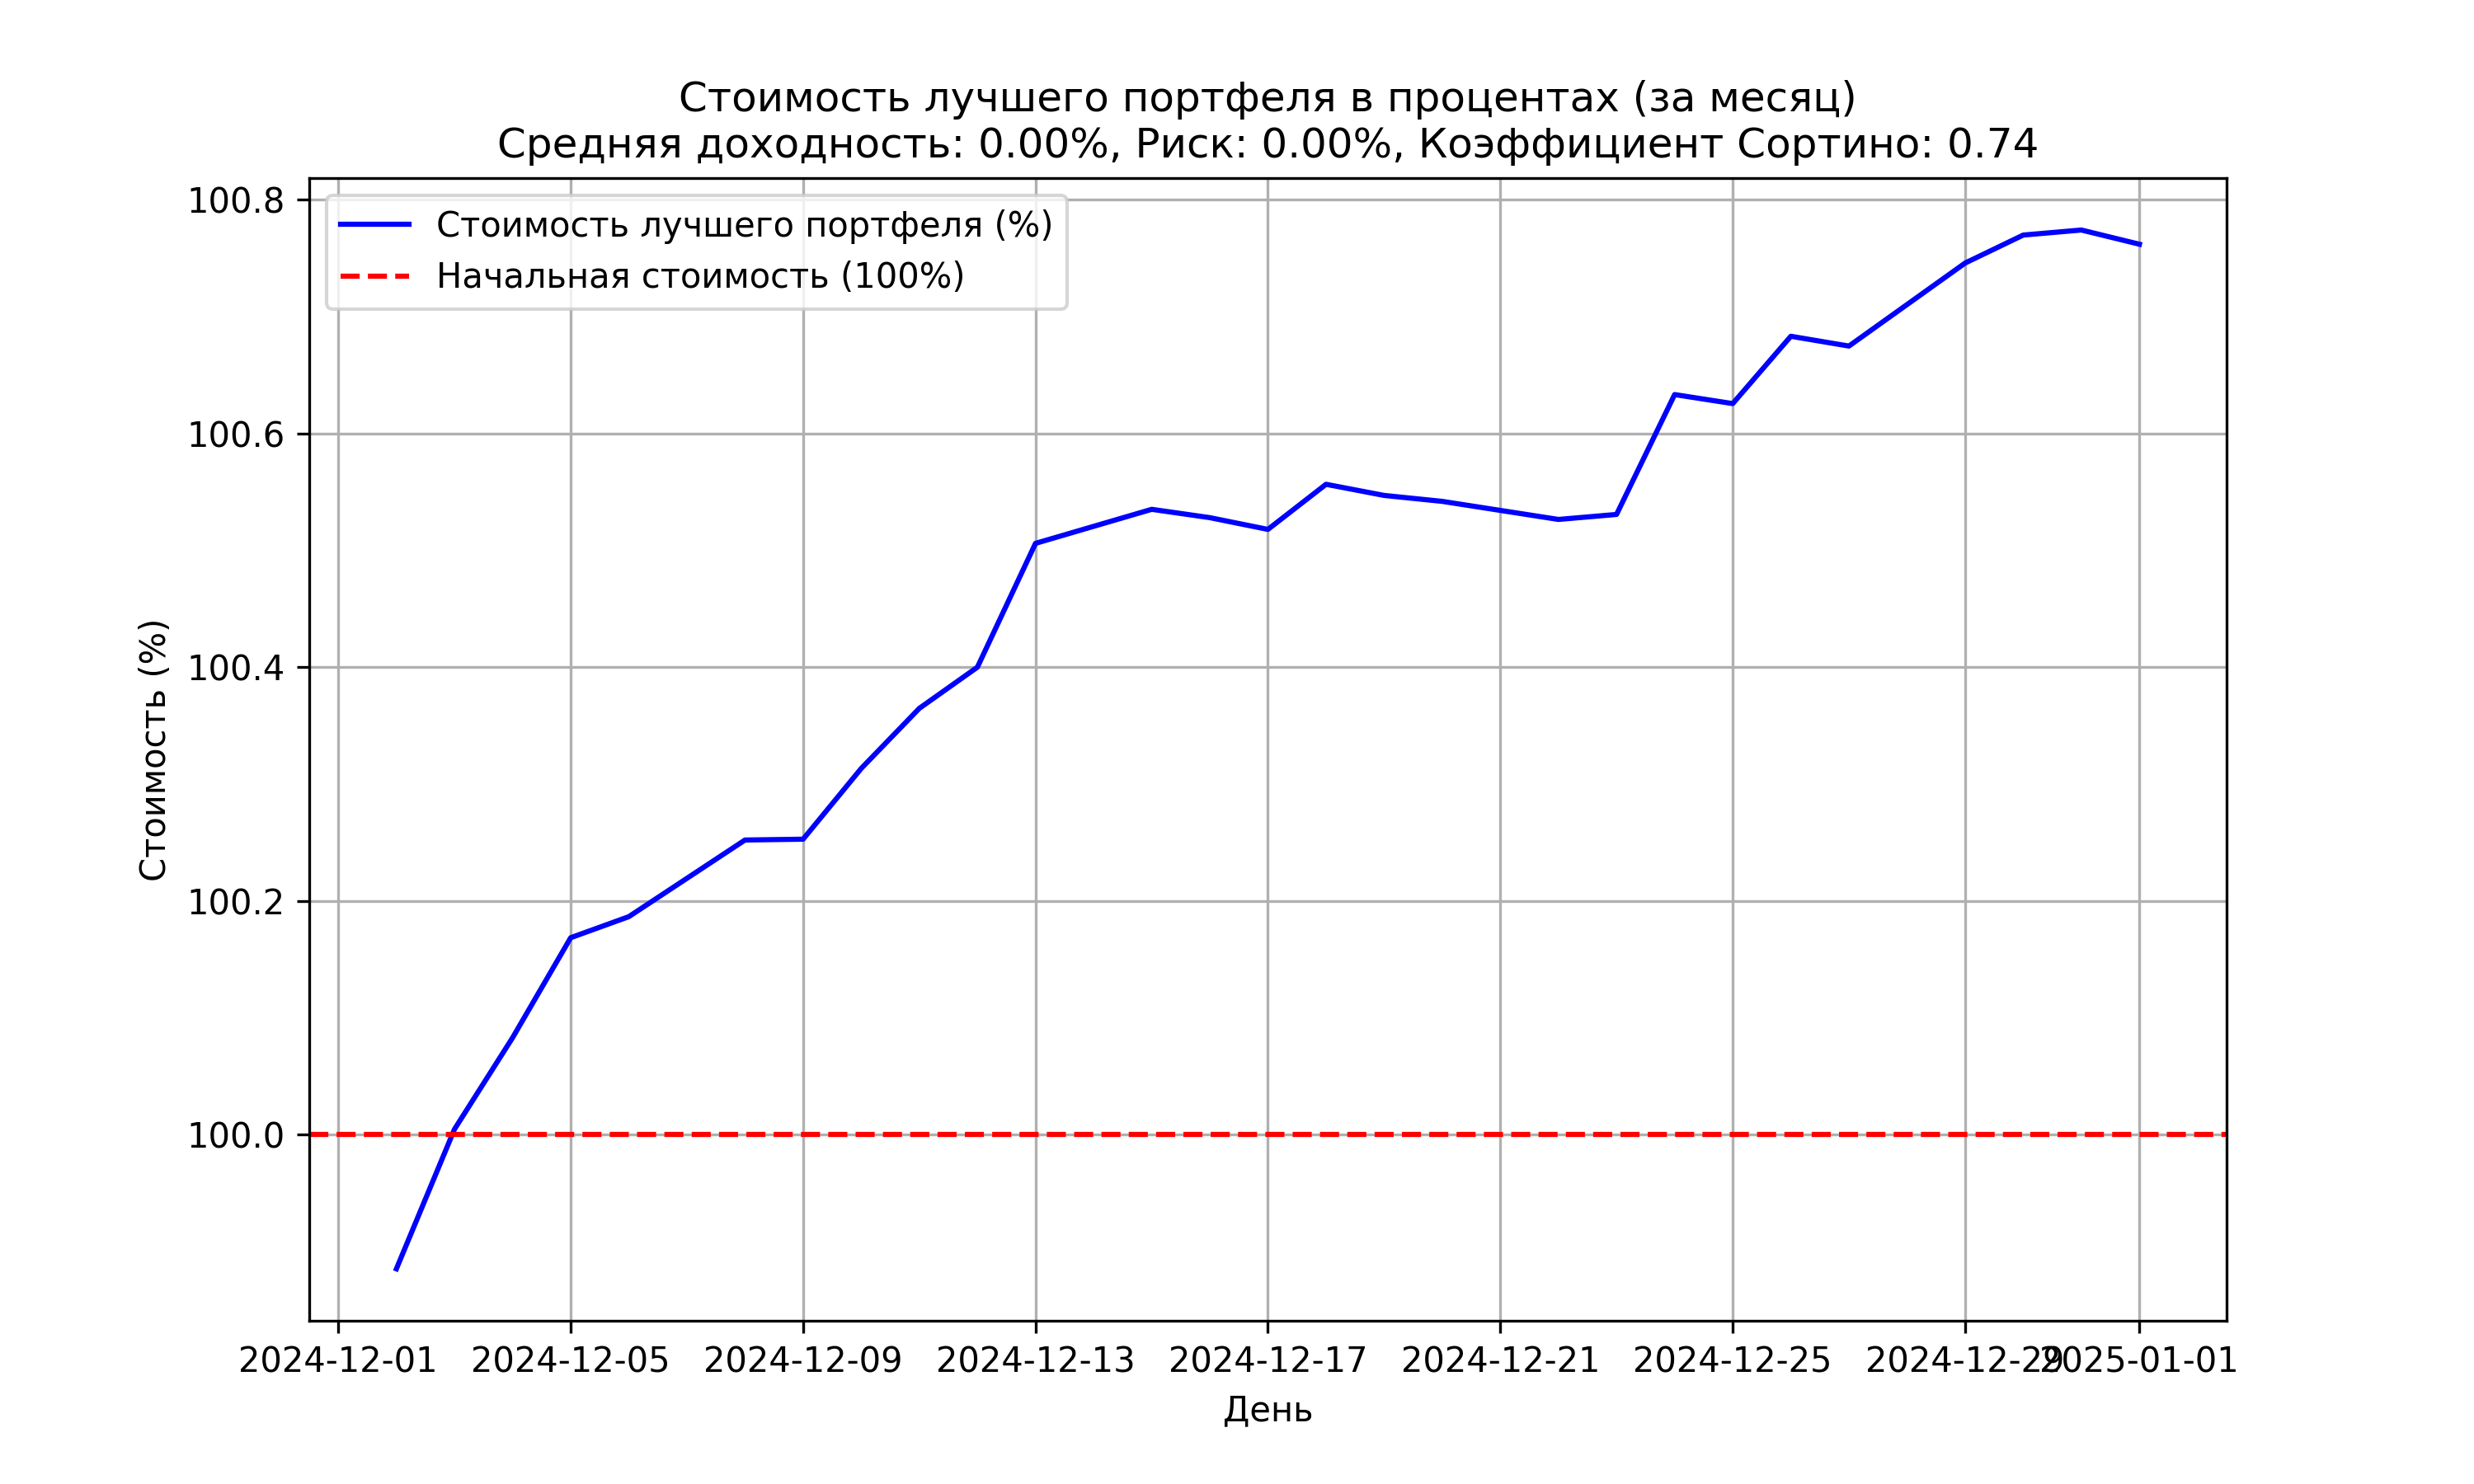 Стоимость лучшего портфеля в процентах (за месяц)
Средняя доходность: 0.00%, Риск: 0.00%, Коэффициент Сортино: 0.74
Стоимость лучшего портфеля (%)
Начальная стоимость (100%)
Стоимость (%)
100.8
100.6
100.4
100.2
100.0
2024-12-01
2024-12-05
2024-12-09
2024-12-13
2024-12-17
2024-12-21
2024-12-25
2024-12-29
2025-01-01
День